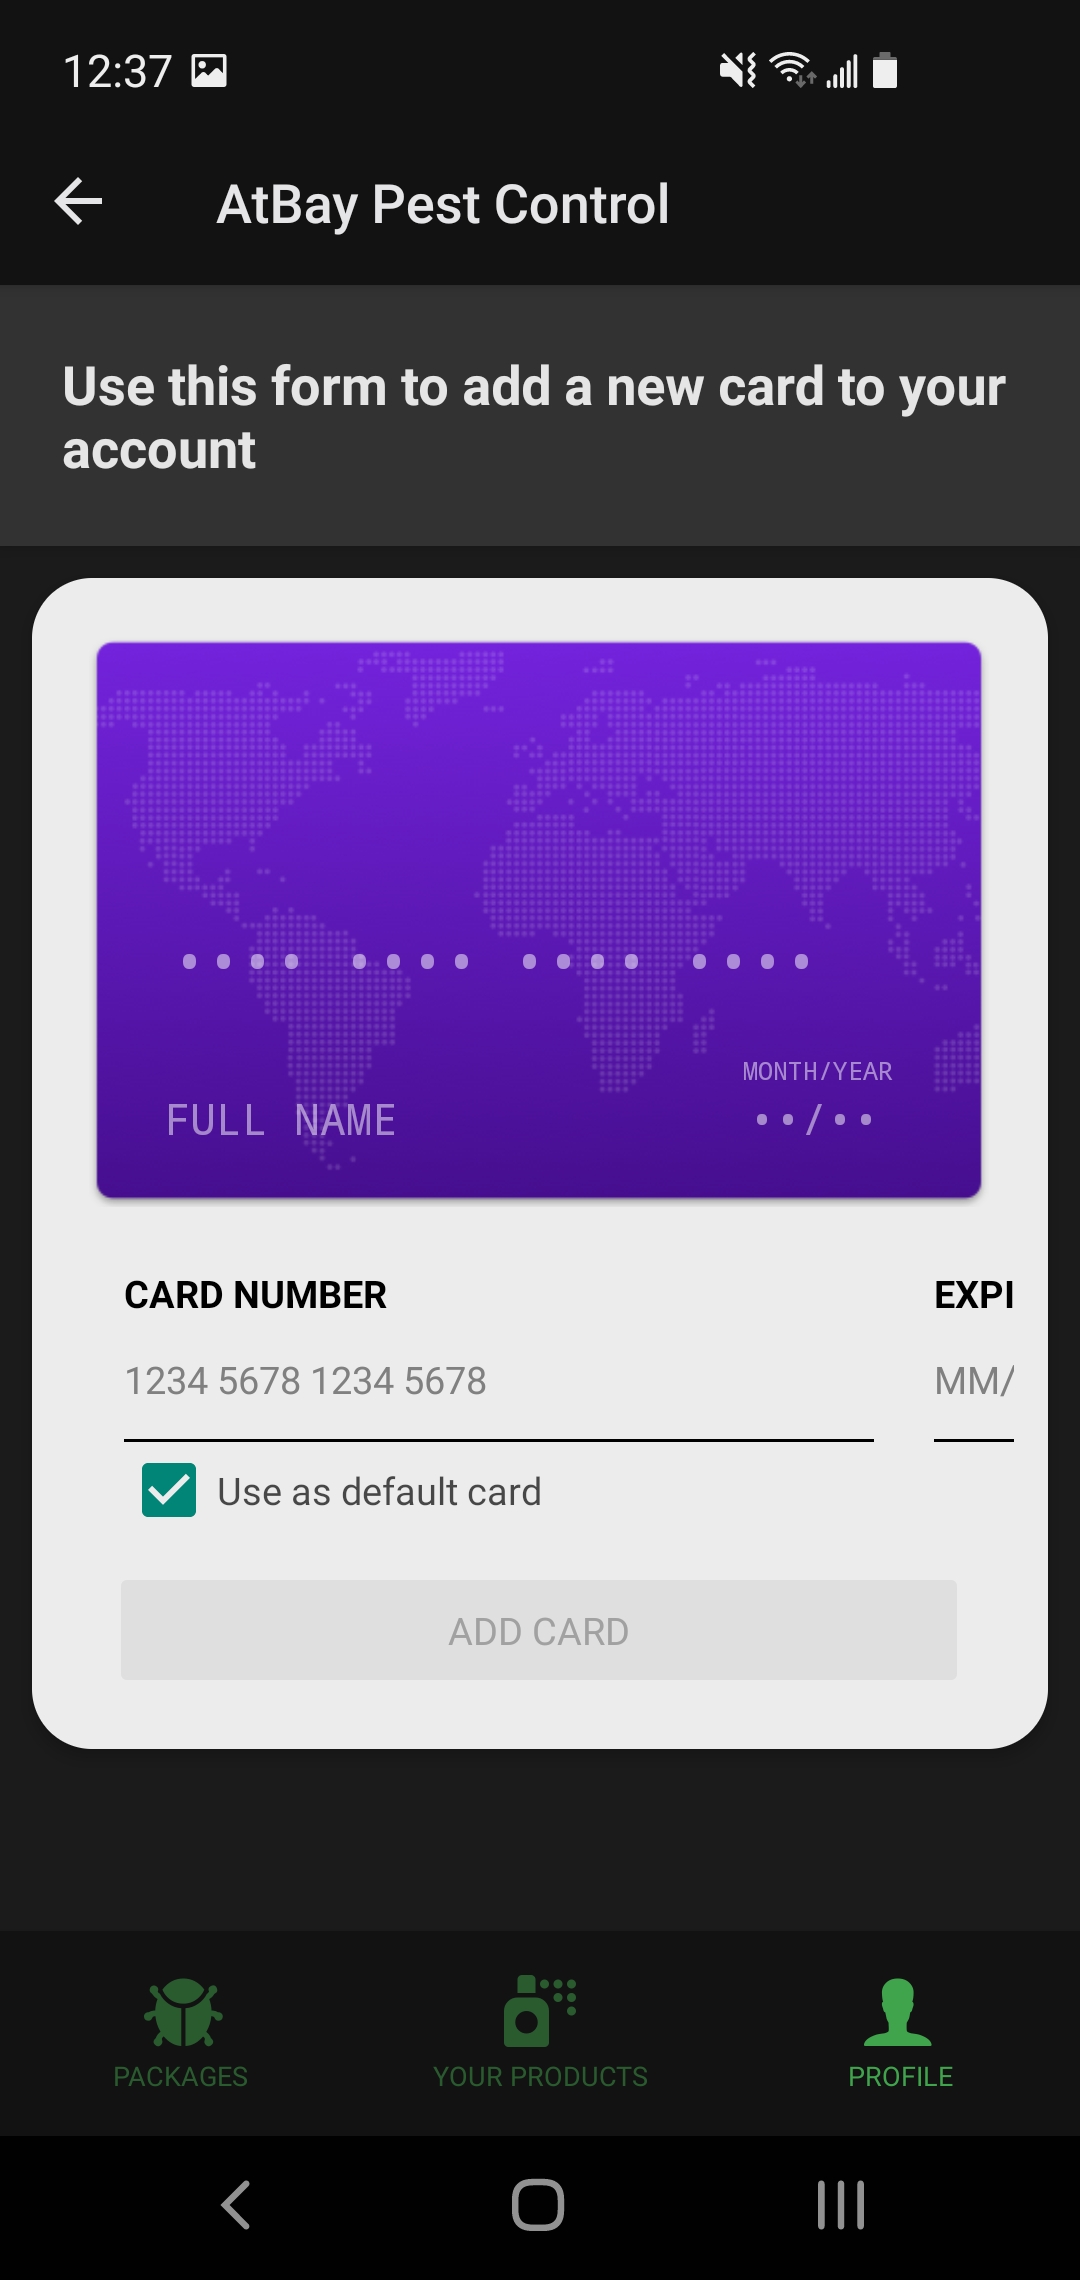 12:37
AtBay Pest Control
Use this form to add a new card to your
account
•••• •••• •••• ••••
MONTH/YEAR
FULL NAME ••/••
CARD NUMBER EXPI
1234 5678 1234 5678 MM/
Use as default card
ADD CARD
PACKAGES YOUR PRODUCTS PROFILE